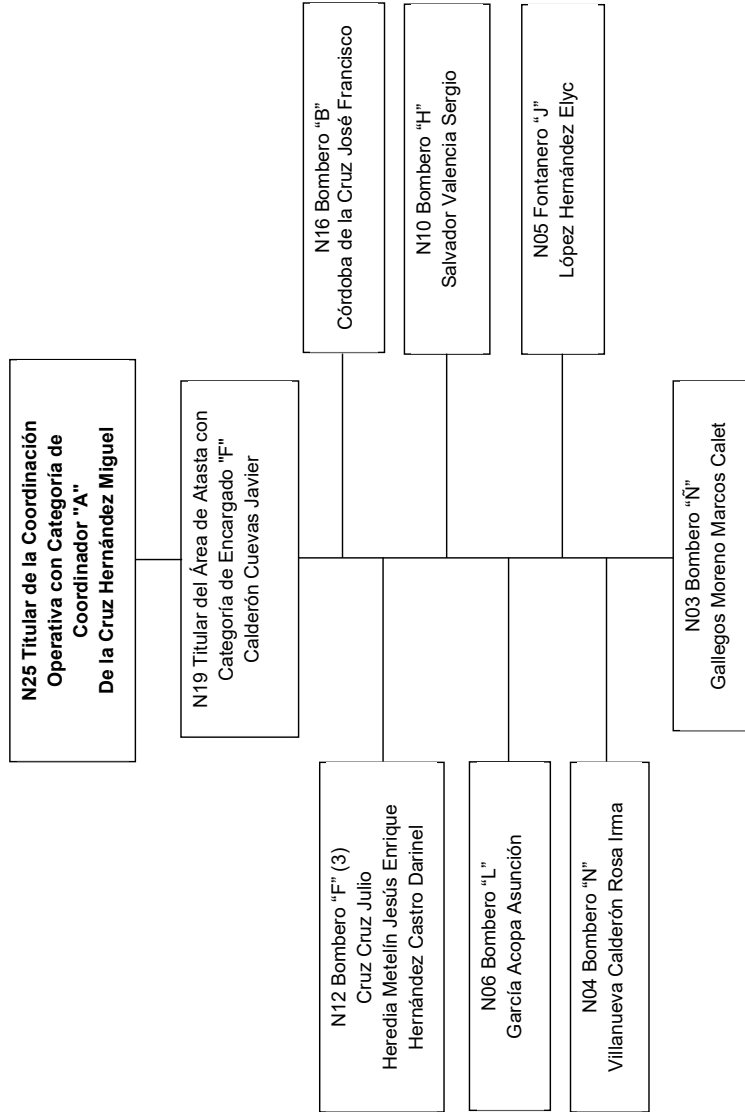 N25 Titular de la Coordinación
Operativa con Categoría de
Coordinador "A"
De la Cruz Hernández Miguel
N19 Titular del Área de Atasta con
Categoría de Encargado "F"
Calderón Cuevas Javier
N16 Bombero “B”
Córdoba de la Cruz José Francisco
N12 Bombero “F” (3)
Cruz Cruz Julio
Heredia Metelín Jesús Enrique
Hernández Castro Darinel
N10 Bombero “H”
Salvador Valencia Sergio
N06 Bombero “L”
García Acopa Asunción
N05 Fontanero “J”
López Hernández Elyc
N04 Bombero “N”
Villanueva Calderón Rosa Irma
N03 Bombero “Ñ”
Gallegos Moreno Marcos Calet